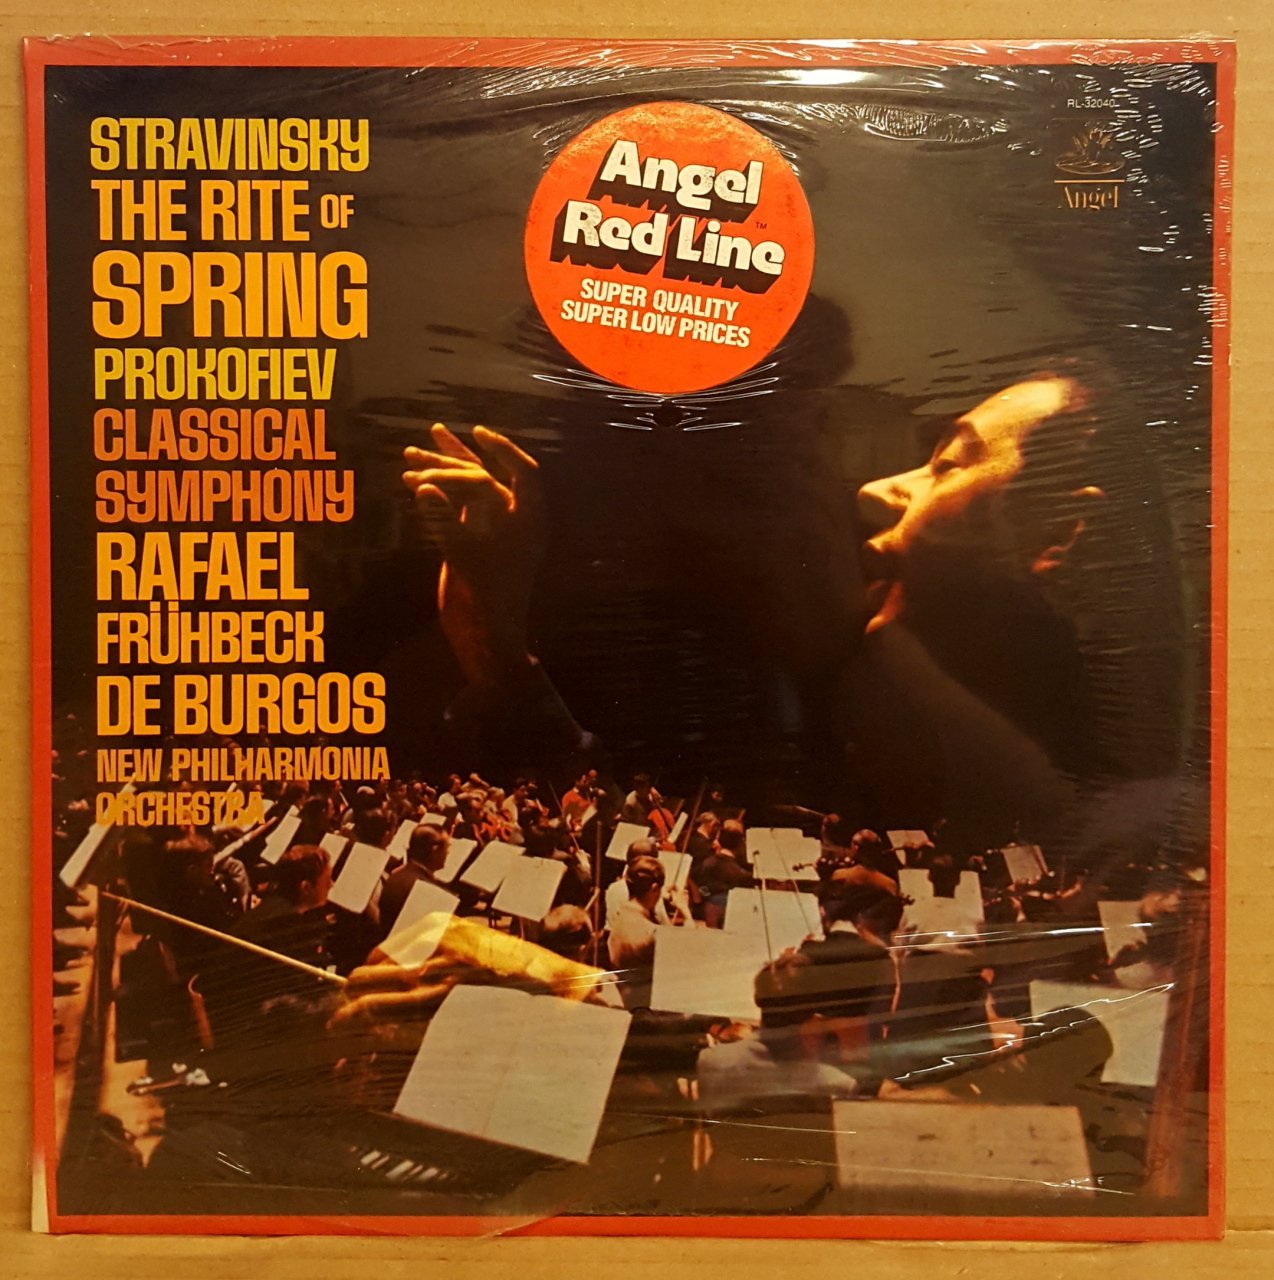 STRAVINSKY
THE RITE OF
SPRING
PROKOFIEV
CLASSICAL
SYMPHONY
RAFAEL
FRÜHBECK
DE BURGOS
NEW PHILHARMONIA
ORCHESTRA
Angel
Red Line™
SUPER QUALITY
SUPER LOW PRICES
RL-32040
Angel